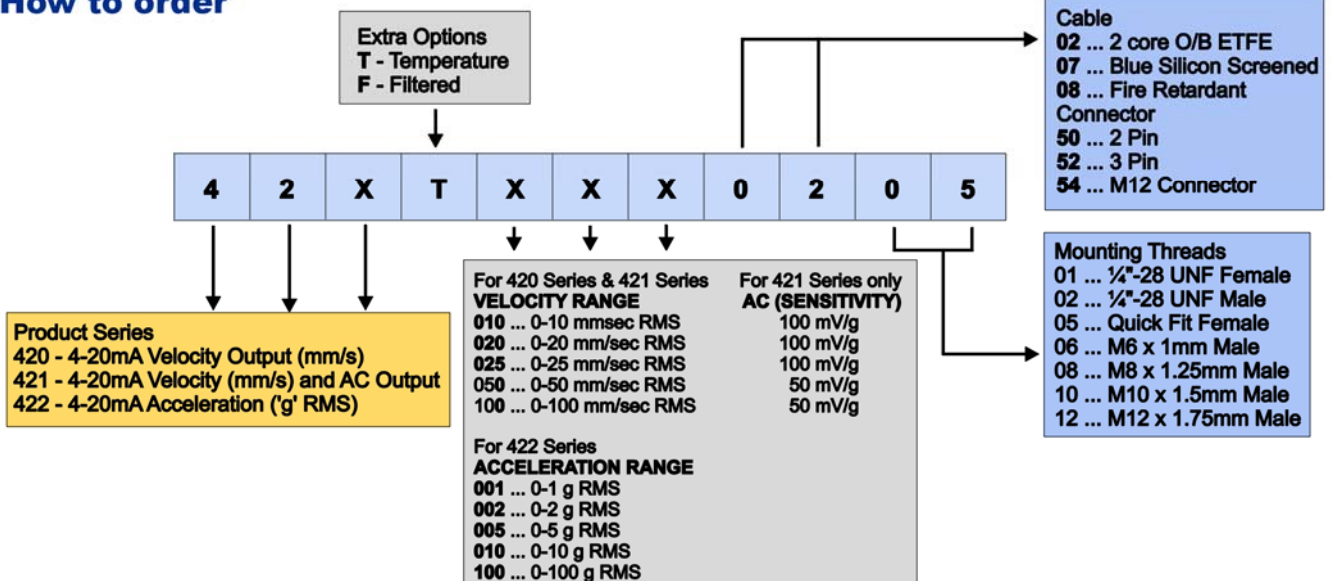 How to order
Extra Options
T - Temperature
F - Filtered
Cable
02 ... 2 core O/B ETFE
07 ... Blue Silicon Screened
08 ... Fire Retardant
Connector
50 ... 2 Pin
52 ... 3 Pin
54 ... M12 Connector
4 2 X T X X X 0 2 0 5
Product Series
420 - 4-20mA Velocity Output (mm/s)
421 - 4-20mA Velocity (mm/s) and AC Output
422 - 4-20mA Acceleration ('g' RMS)
For 420 Series & 421 Series For 421 Series only
VELOCITY RANGE AC (SENSITIVITY)
010 ... 0-10 mmsec RMS 100 mV/g
020 ... 0-20 mm/sec RMS 100 mV/g
025 ... 0-25 mm/sec RMS 100 mV/g
050 ... 0-50 mm/sec RMS 50 mV/g
100 ... 0-100 mm/sec RMS 50 mV/g
For 422 Series
ACCELERATION RANGE
001 ... 0-1 g RMS
002 ... 0-2 g RMS
005 ... 0-5 g RMS
010 ... 0-10 g RMS
100 ... 0-100 g RMS
Mounting Threads
01 ... ¼"-28 UNF Female
02 ... ¼"-28 UNF Male
05 ... Quick Fit Female
06 ... M6 x 1mm Male
08 ... M8 x 1.25mm Male
10 ... M10 x 1.5mm Male
12 ... M12 x 1.75mm Male